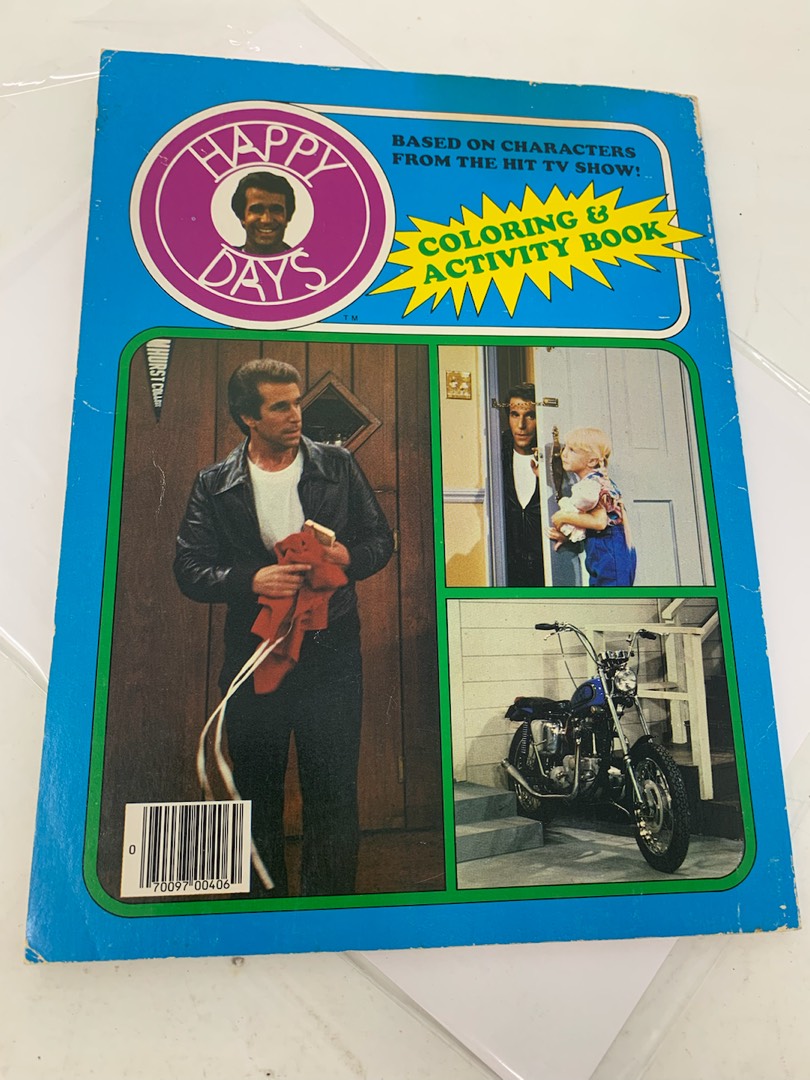 HAPPY
DAYS
TM
BASED ON CHARACTERS
FROM THE HIT TV SHOW!
COLORING &
ACTIVITY BOOK
0
70097 00406